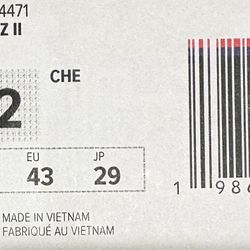 4471
Z II
CHE
2
EU JP
43 29
1 986
MADE IN VIETNAM
FABRIQUÉ AU VIETNAM